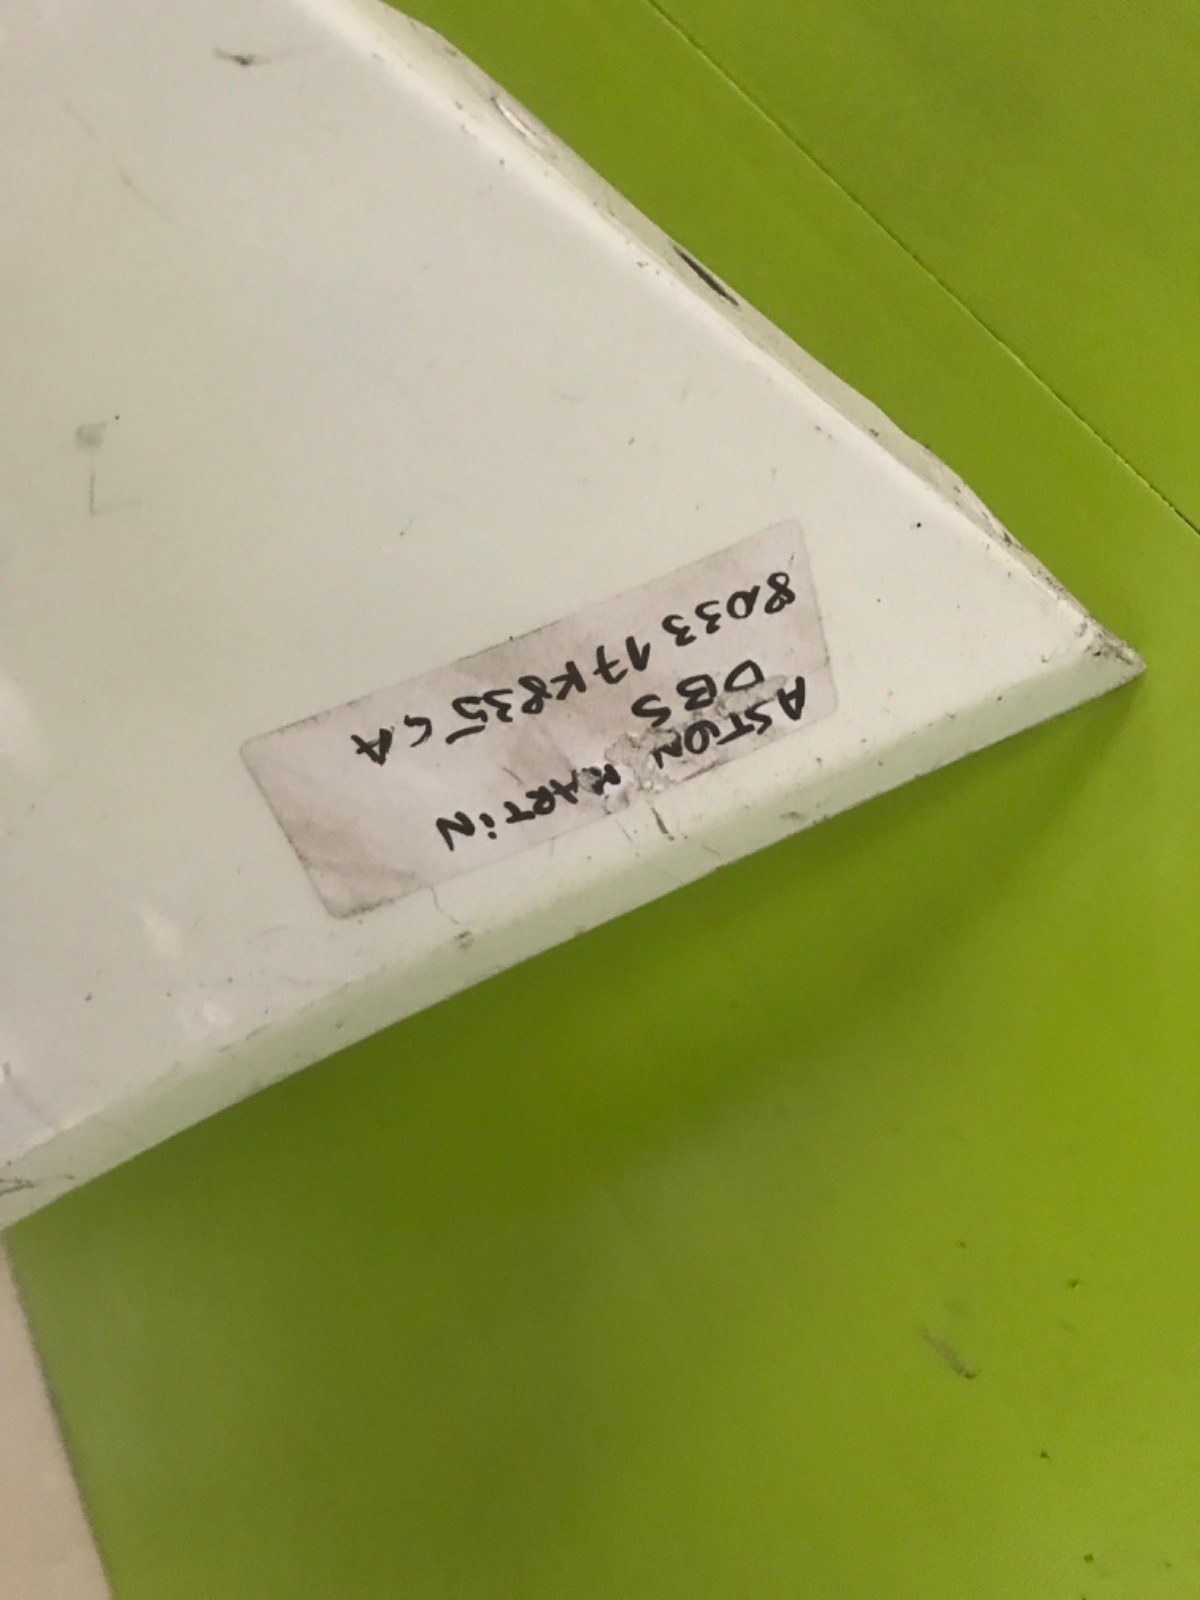 ASTON MARTIN
DBS
8D33 17K835 CA